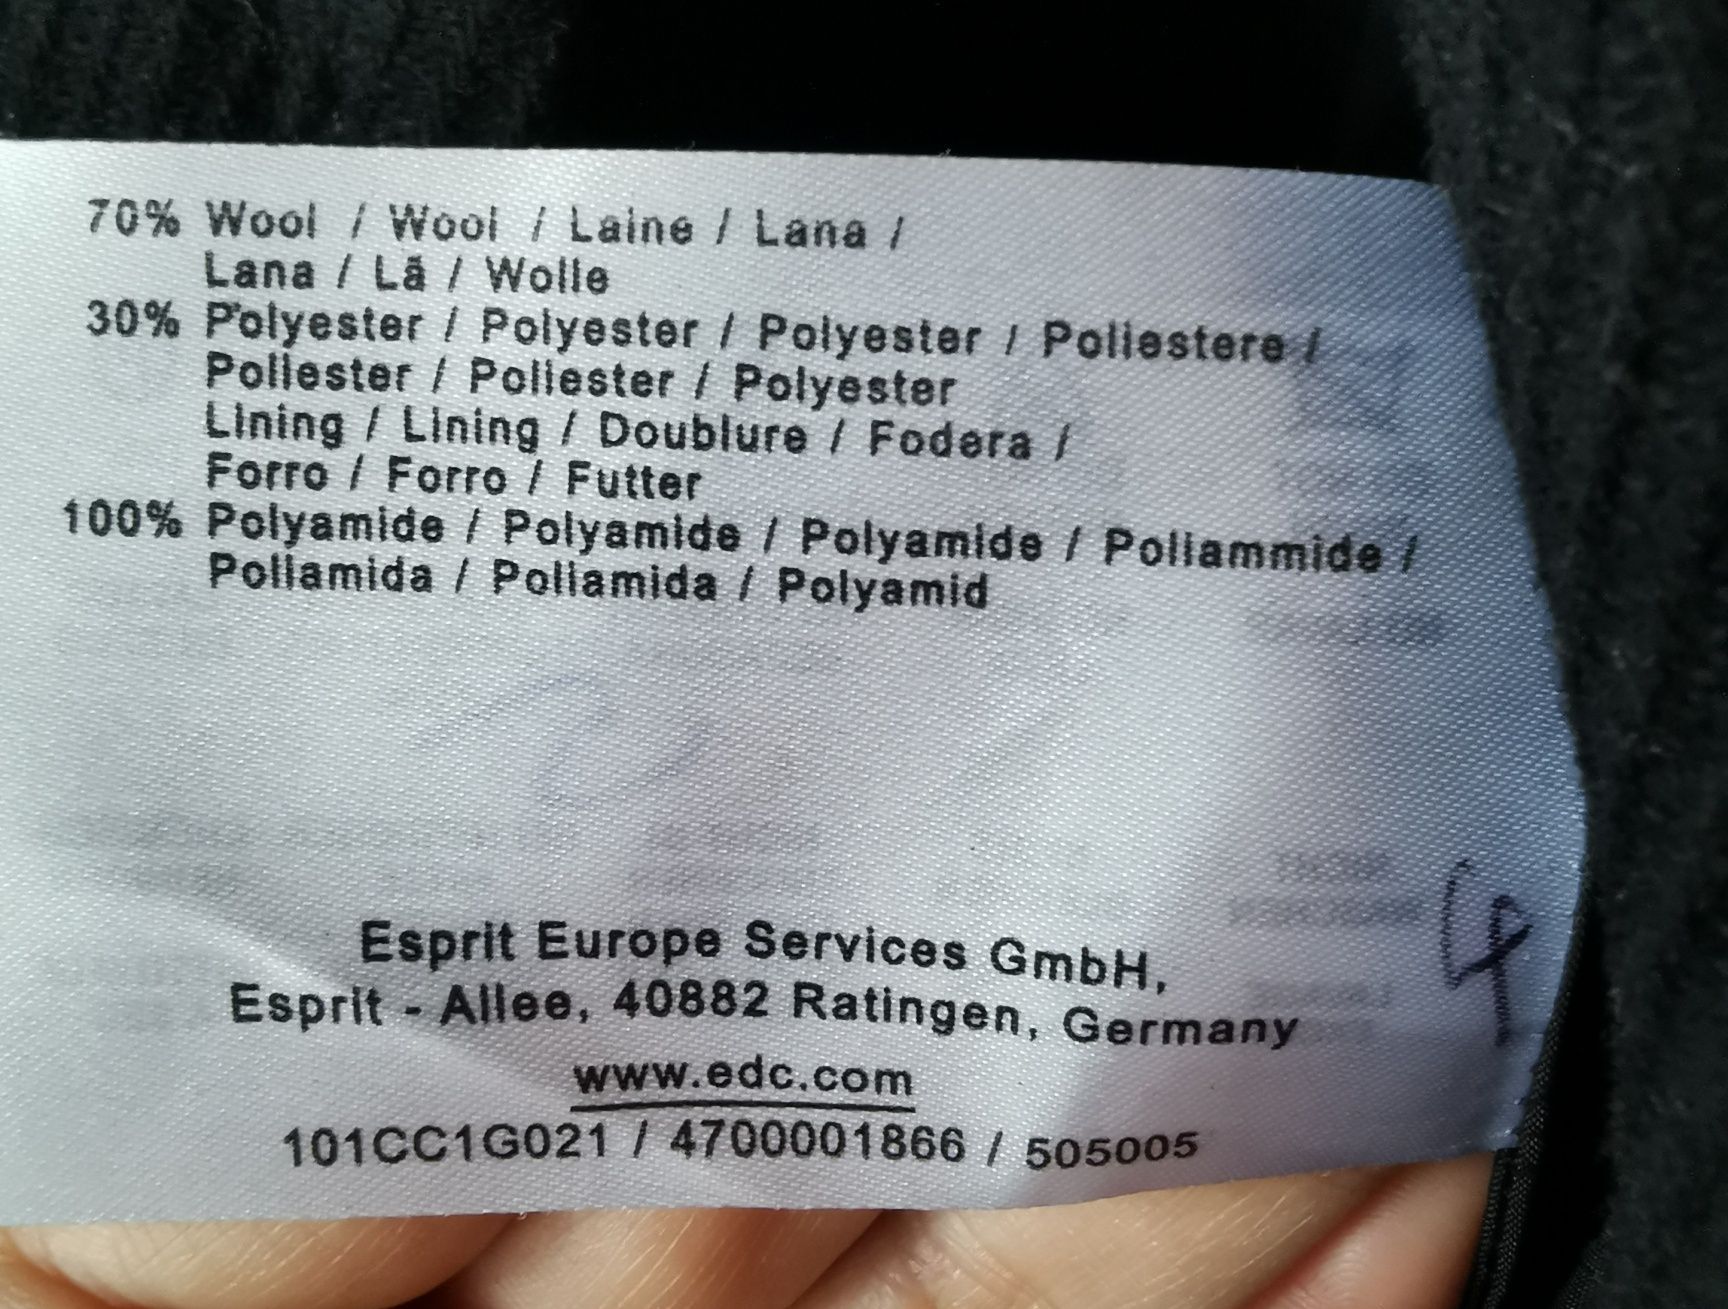 70% Wool / Wool / Laine / Lana /
Lana / Lã / Wolle
30% Polyester / Polyester / Polyester / Poliestere /
Poliester / Poliester / Polyester
Lining / Lining / Doublure / Fodera /
Forro / Forro / Futter
100% Polyamide / Polyamide / Polyamide / Poliammide /
Poliamida / Poliamida / Polyamid
Esprit Europe Services GmbH,
Esprit - Allee, 40882 Ratingen, Germany
www.edc.com
101CC1G021 / 4700001866 / 505005